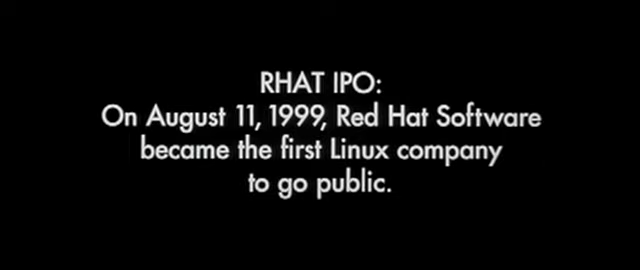 RHAT IPO:
On August 11, 1999, Red Hat Software
became the first Linux company
to go public.